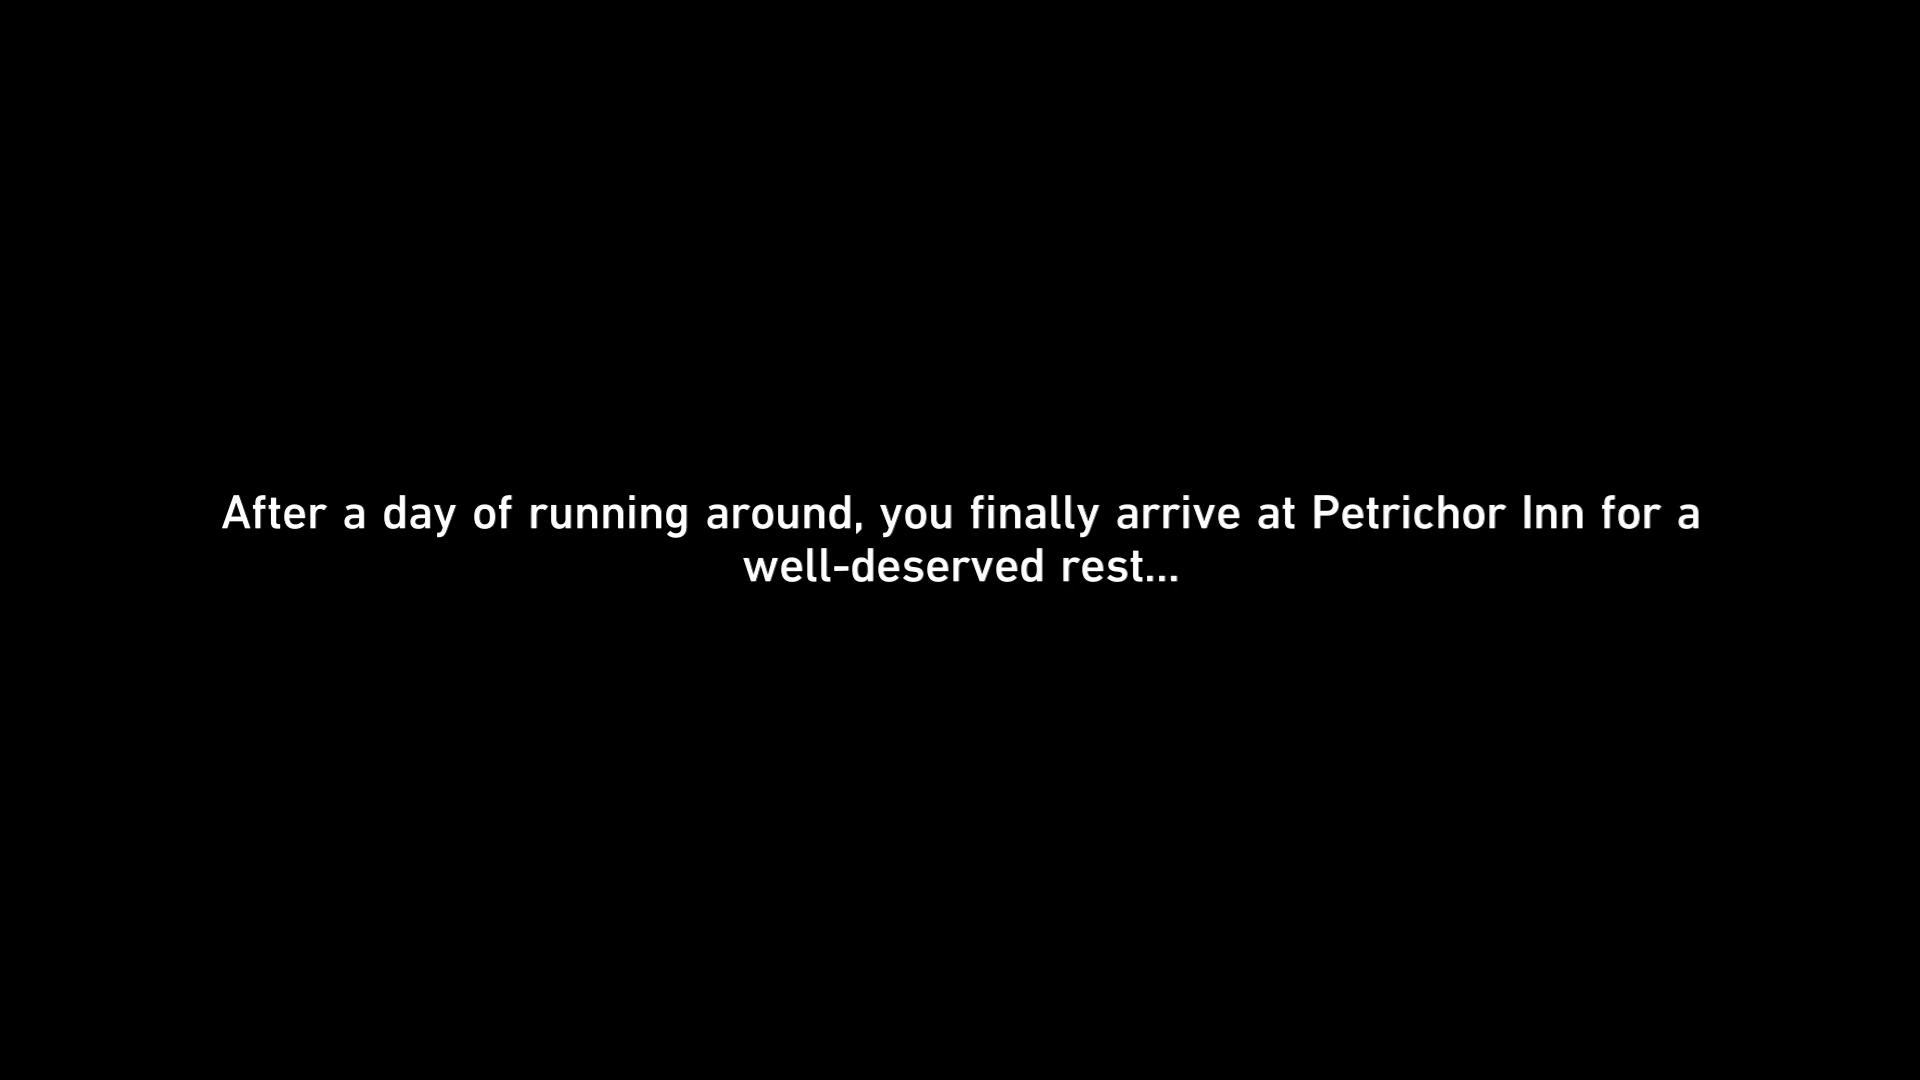 After a day of running around, you finally arrive at Petrichor Inn for a
well-deserved rest...